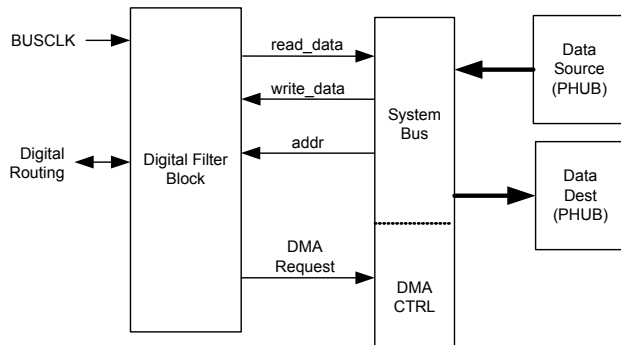 BUSCLK
Digital
Routing
Digital Filter
Block
read_data
write_data
addr
DMA
Request
System
Bus
DMA
CTRL
Data
Source
(PHUB)
Data
Dest
(PHUB)